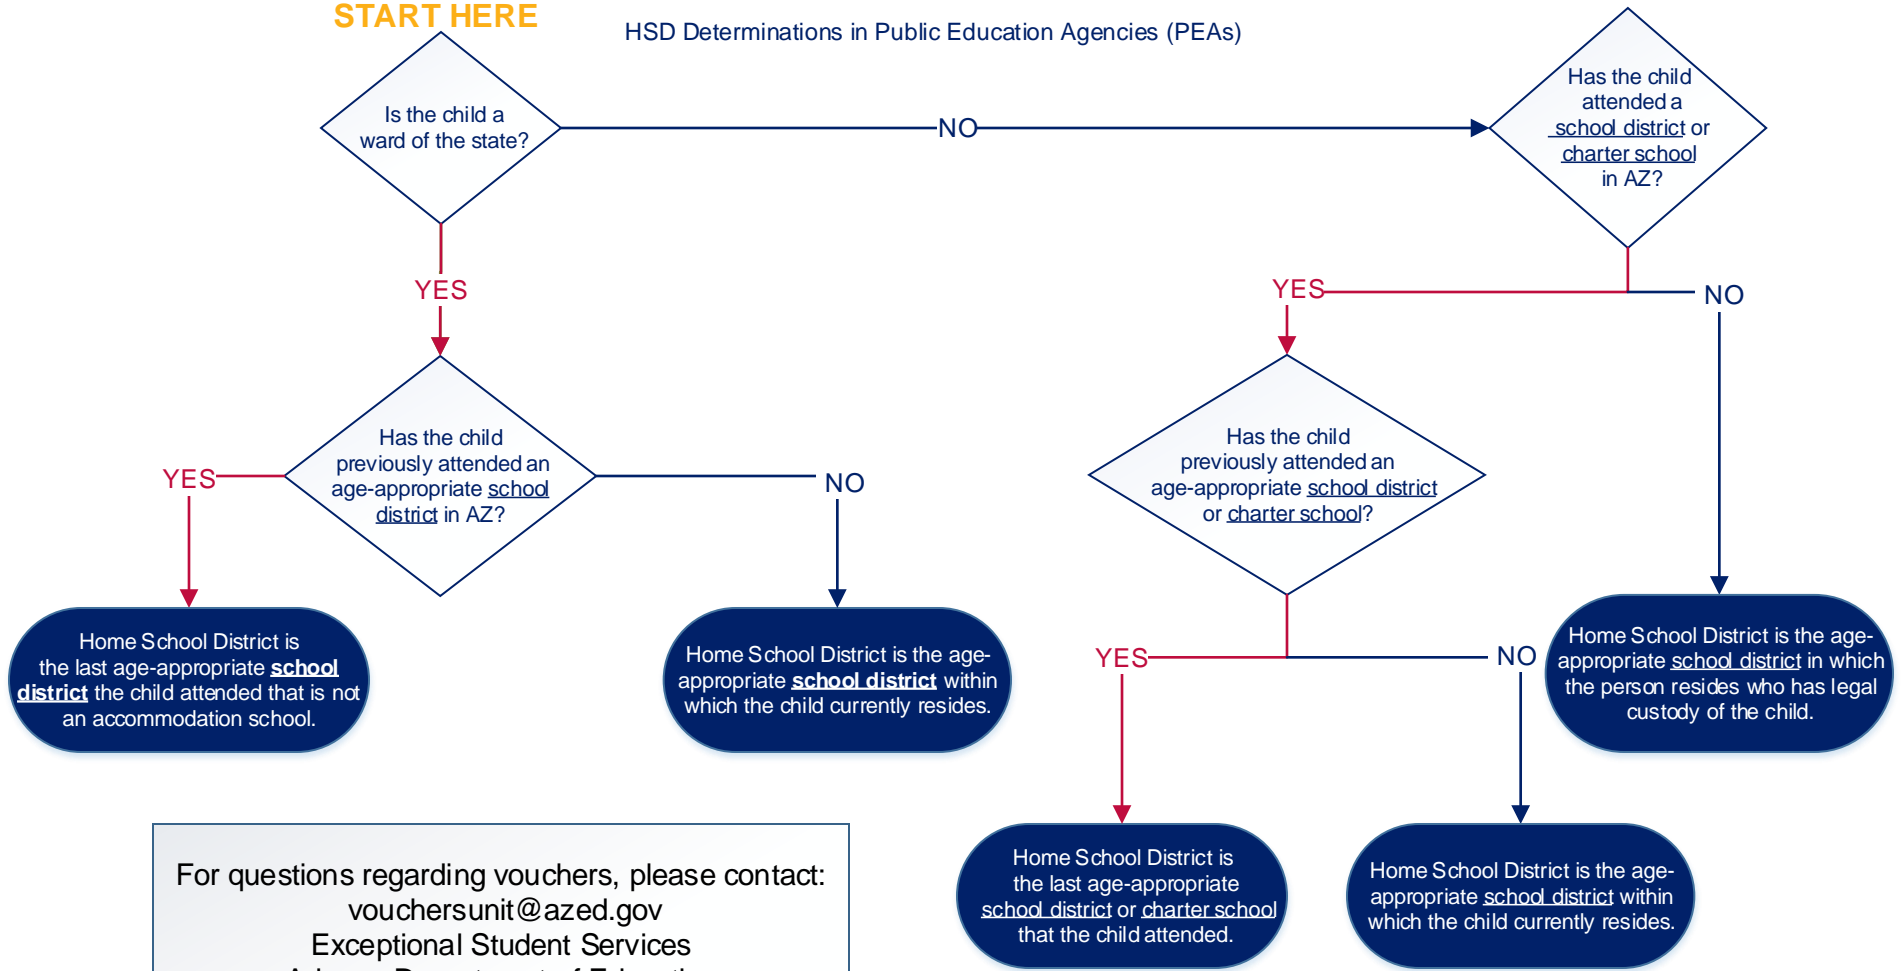 START HERE
HSD Determinations in Public Education Agencies (PEAs)
Is the child a
ward of the state?
NO
Has the child
attended a
school district or
charter school
in AZ?
YES
YES
NO
Has the child
previously attended an
age-appropriate school
district in AZ?
YES
NO
Has the child
previously attended an
age-appropriate school district
or charter school?
YES
NO
Home School District is
the last age-appropriate school
district the child attended that is not
an accommodation school.
Home School District is the age-
appropriate school district within
which the child currently resides.
Home School District is the age-
appropriate school district in which
the person resides who has legal
custody of the child.
Home School District is
the last age-appropriate
school district or charter school
that the child attended.
Home School District is the age-
appropriate school district within
which the child currently resides.
For questions regarding vouchers, please contact:
vouchersunit@azed.gov
Exceptional Student Services
Arizona Department of Education